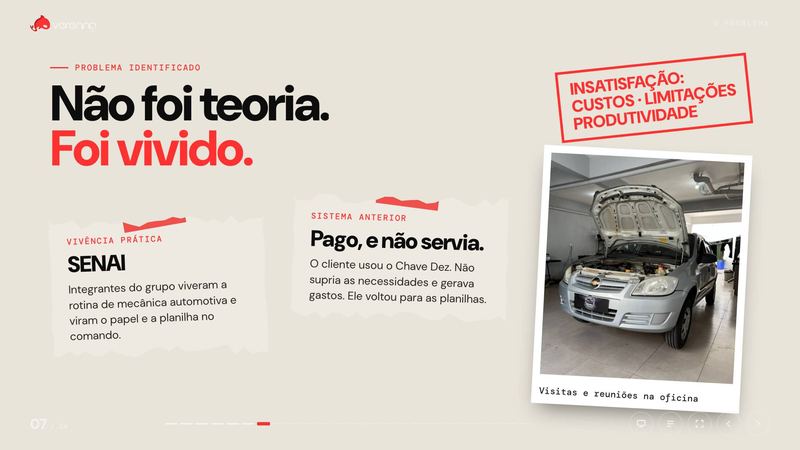 varanno
O PROBLEMA
PROBLEMA IDENTIFICADO
Não foi teoria.
Foi vivido.
INSATISFAÇÃO:
CUSTOS · LIMITAÇÕES
PRODUTIVIDADE
VIVÊNCIA PRÁTICA
SENAI
Integrantes do grupo viveram a
rotina de mecânica automotiva e
viram o papel e a planilha no
comando.
SISTEMA ANTERIOR
Pago, e não servia.
O cliente usou o Chave Dez. Não
supria as necessidades e gerava
gastos. Ele voltou para as planilhas.
Visitas e reuniões na oficina
07